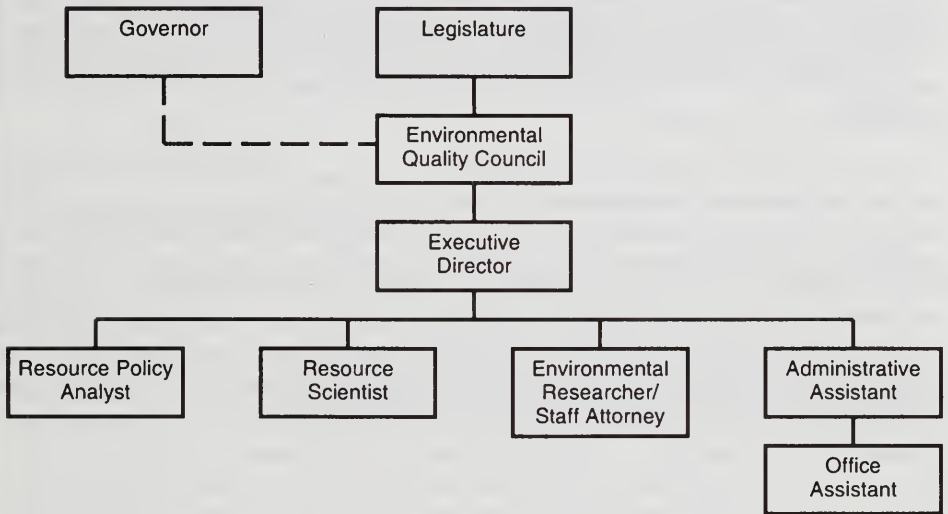 Governor
Legislature
Environmental
Quality Council
Executive
Director
Resource Policy
Analyst
Resource
Scientist
Environmental
Researcher/
Staff Attorney
Administrative
Assistant
Office
Assistant